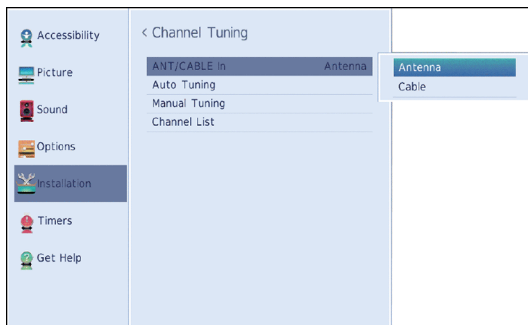 Accessibility
Picture
Sound
Options
Installation
Timers
Get Help
< Channel Tuning
ANT/CABLE In Antenna
Auto Tuning
Manual Tuning
Channel List
Antenna
Cable